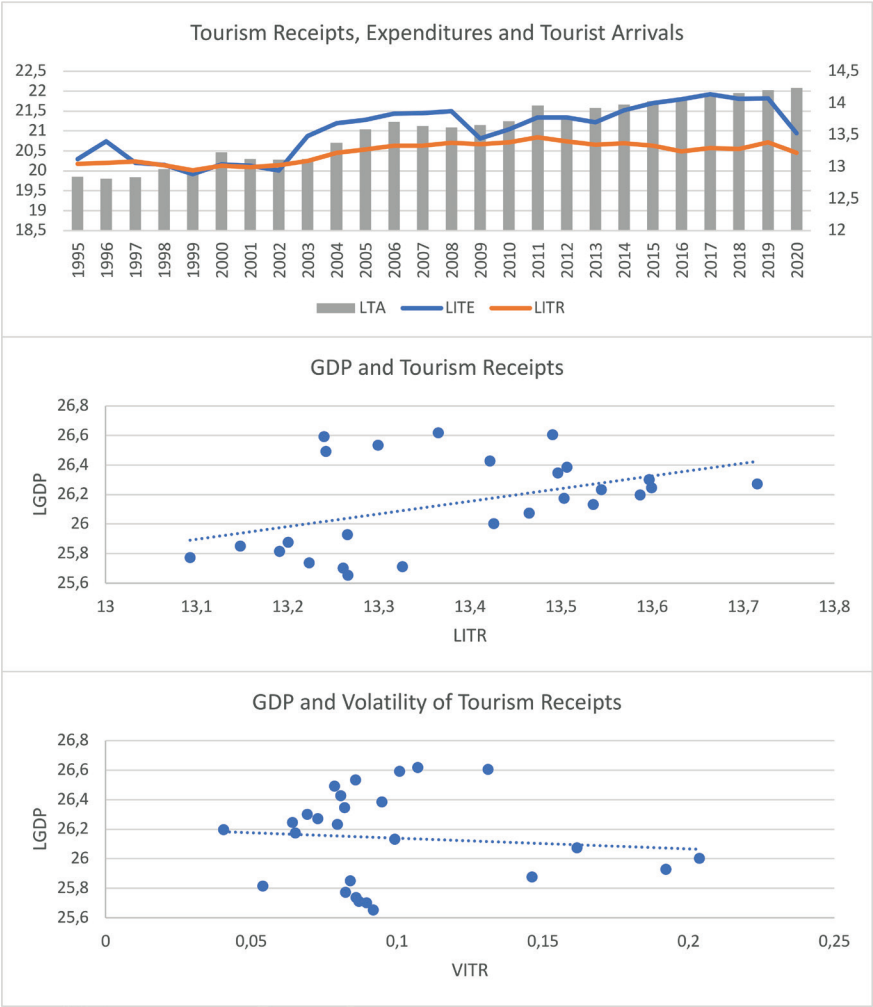 Tourism Receipts, Expenditures and Tourist Arrivals
22,5 14,5
22 14
21,5
21 13,5
20,5
20 13
19,5 12,5
19
18,5 12
1995 1996 1997 1998 1999 2000 2001 2002 2003 2004 2005 2006 2007 2008 2009 2010 2011 2012 2013 2014 2015 2016 2017 2018 2019 2020
LTA LITE LITR
GDP and Tourism Receipts
LGDP
26,8
26,6
26,4
26,2
26
25,8
25,6
13 13,1 13,2 13,3 13,4 13,5 13,6 13,7 13,8
LITR
GDP and Volatility of Tourism Receipts
LGDP
26,8
26,6
26,4
26,2
26
25,8
25,6
0 0,05 0,1 0,15 0,2 0,25
VITR